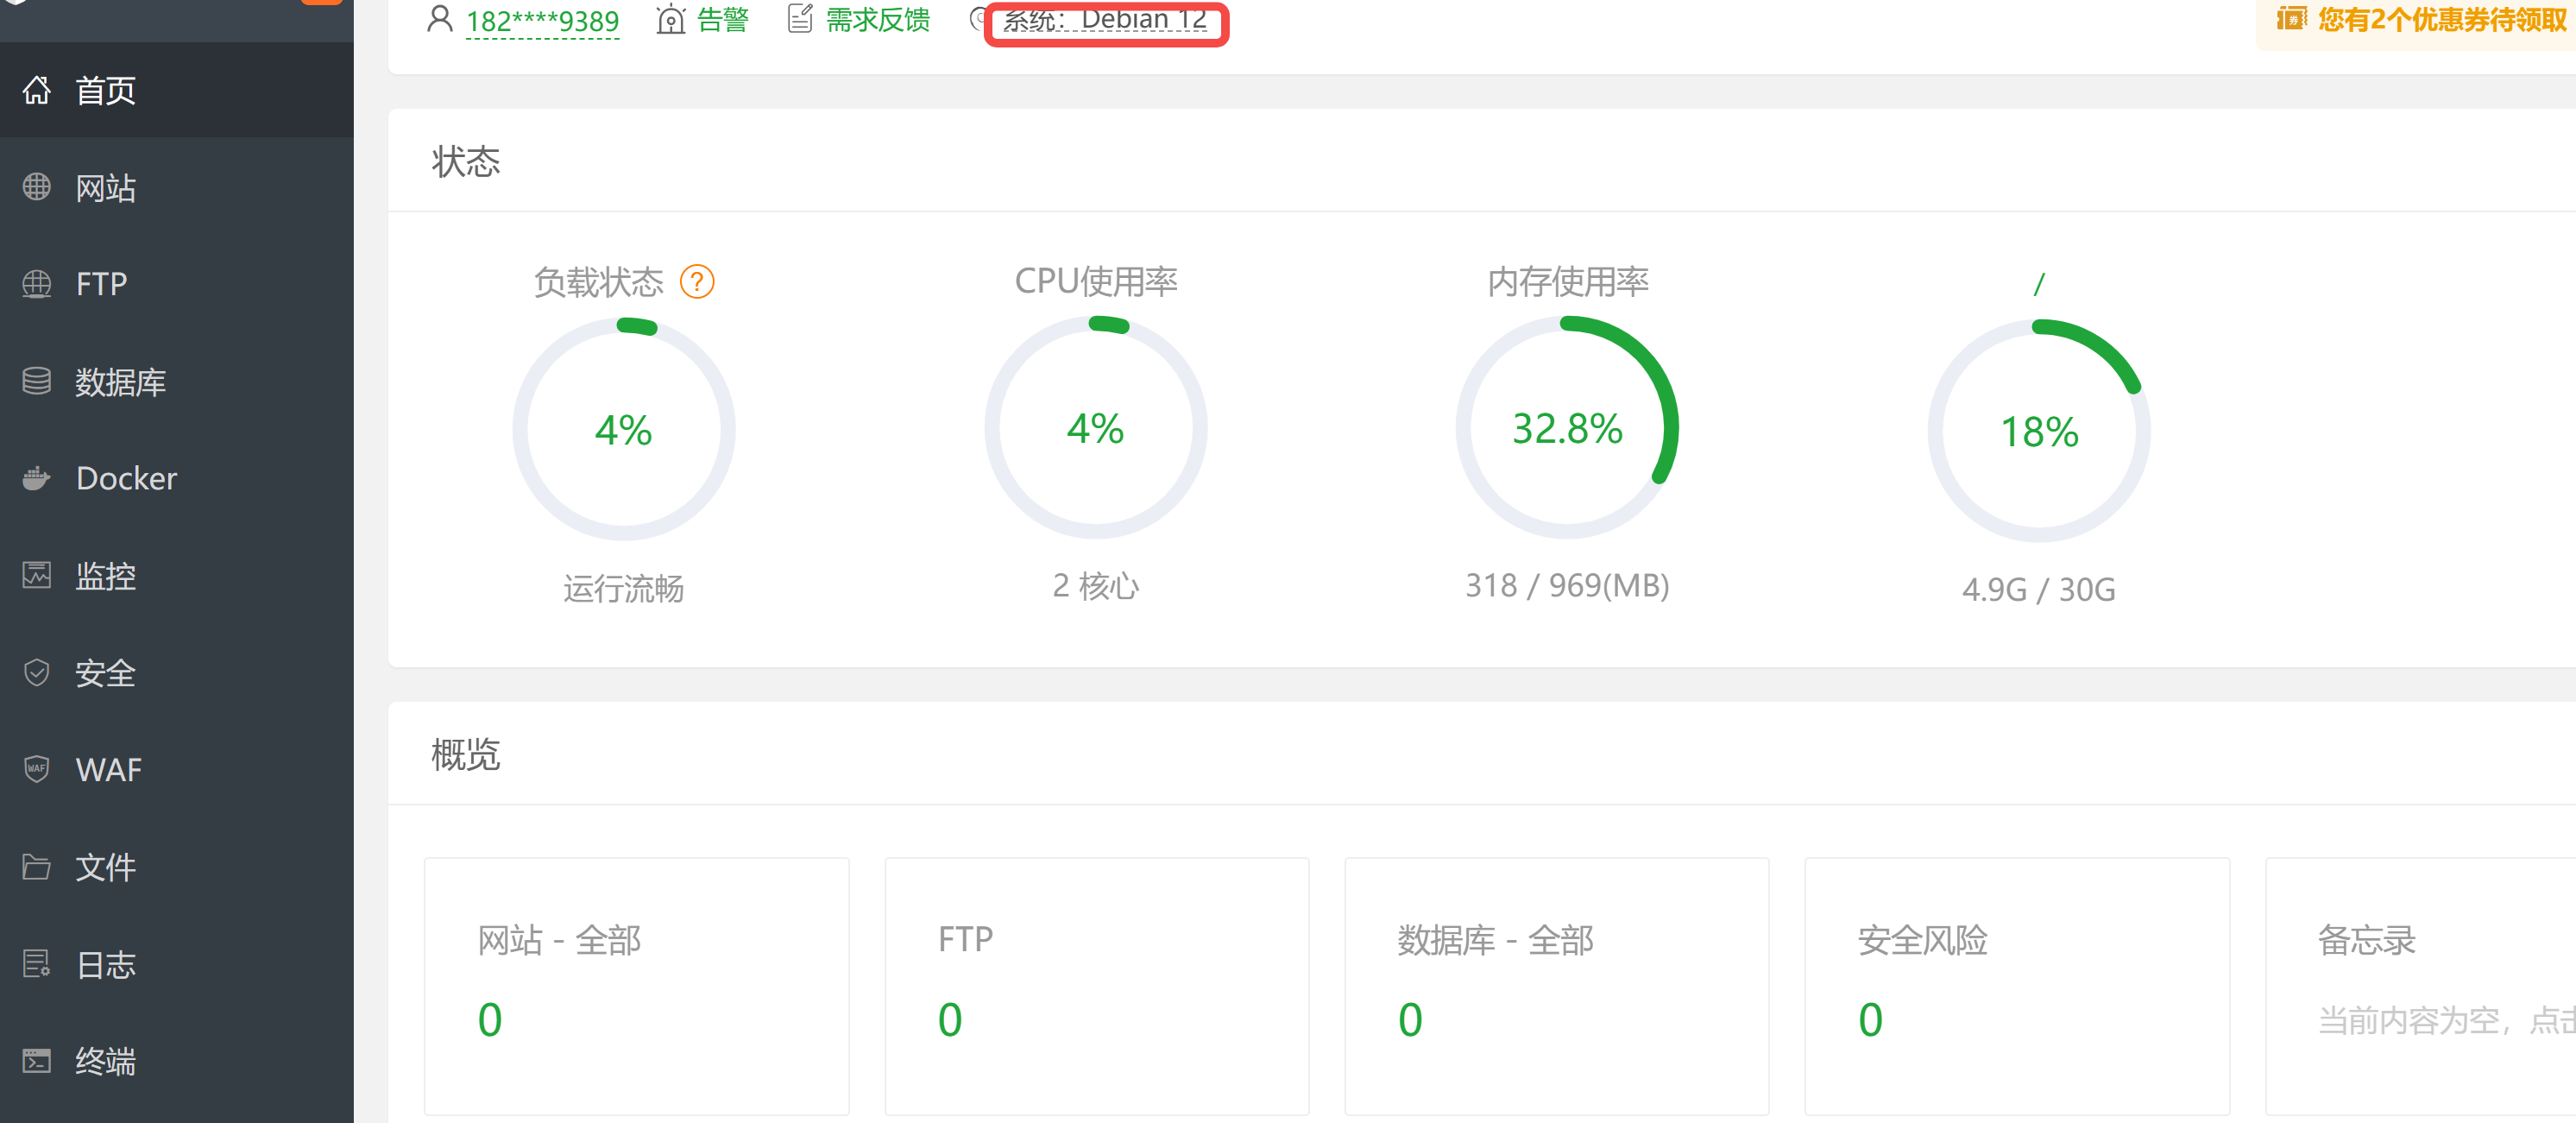 182****9389 告警 需求反馈 系统：Debian 12 您有2个优惠券待领取
首页
网站
FTP
数据库
Docker
监控
安全
WAF
文件
日志
终端
状态
负载状态 ?
4%
运行流畅
CPU使用率
4%
2 核心
内存使用率
32.8%
318 / 969(MB)
/
18%
4.9G / 30G
概览
网站 - 全部
0
FTP
0
数据库 - 全部
0
安全风险
0
备忘录
当前内容为空，点击